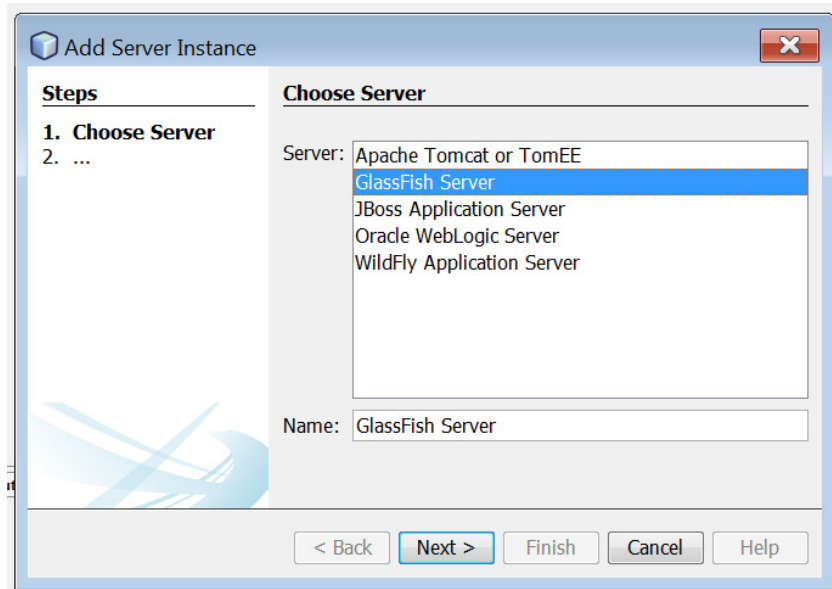 Add Server Instance
Steps
1. Choose Server
2. ...
Choose Server
Server:
Apache Tomcat or TomEE
GlassFish Server
JBoss Application Server
Oracle WebLogic Server
WildFly Application Server
Name: GlassFish Server
< Back Next > Finish Cancel Help